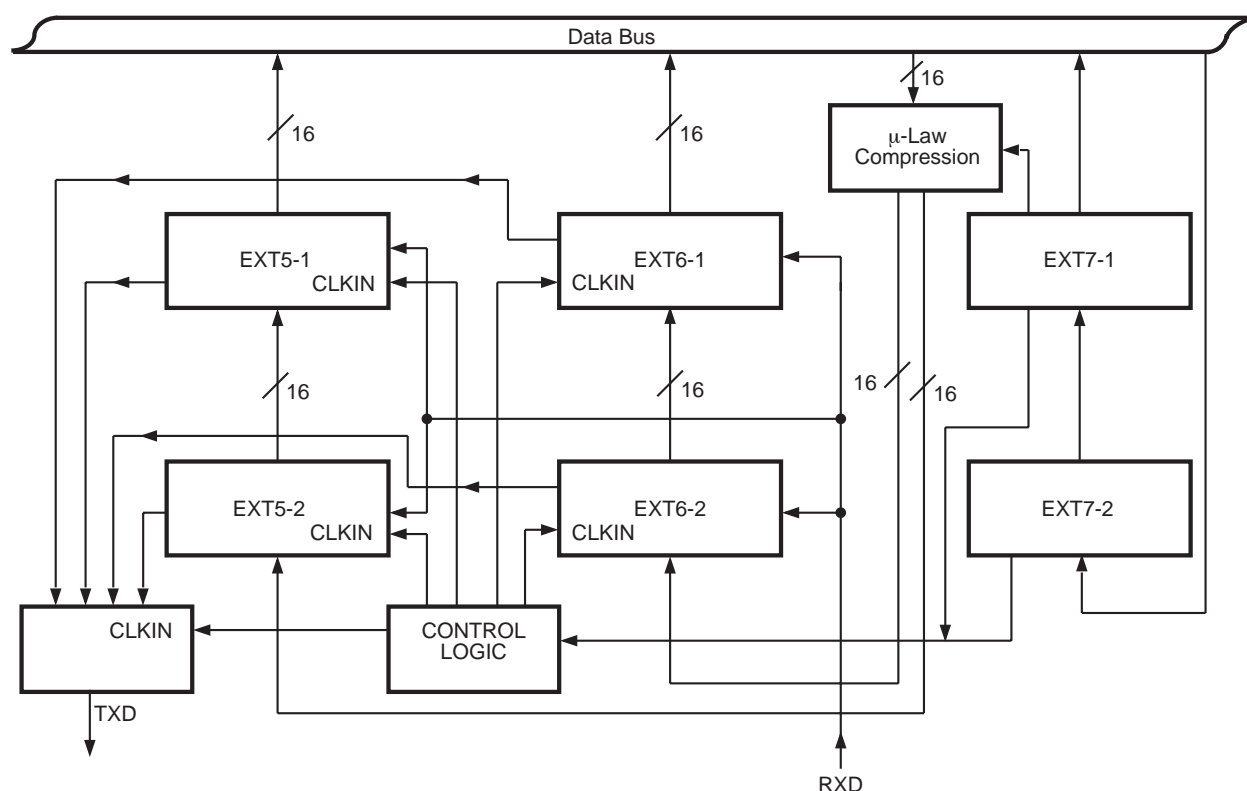 Data Bus
16
16
16
μ-Law
Compression
EXT5-1
CLKIN
EXT6-1
CLKIN
EXT7-1
16
16
16
16
EXT5-2
CLKIN
EXT6-2
CLKIN
EXT7-2
CLKIN
CONTROL
LOGIC
TXD
RXD